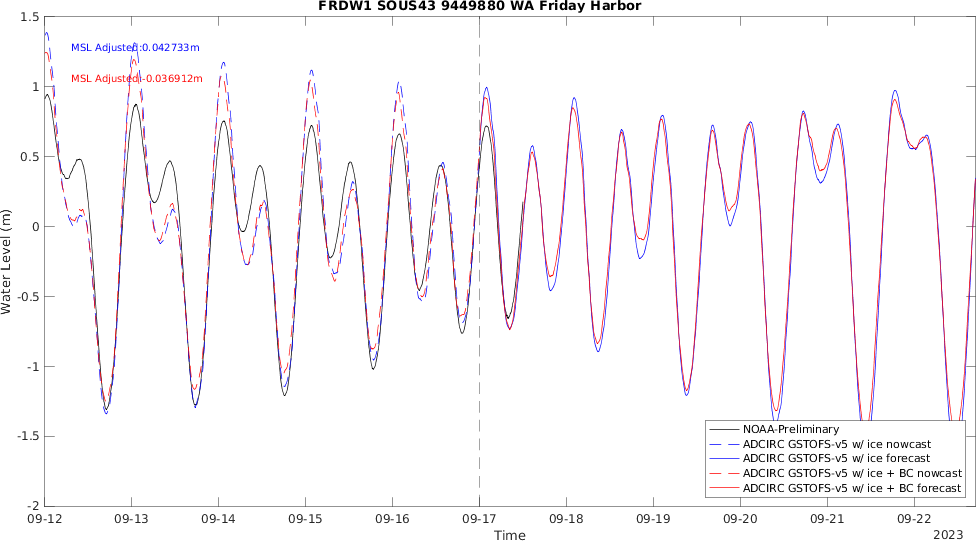 FRDW1 SOUS43 9449880 WA Friday Harbor
1.5
1
0.5
0
-0.5
-1
-1.5
-2
Water Level (m)
MSL Adjusted:0.042733m
MSL Adjusted:-0.036912m
NOAA-Preliminary
ADCIRC GSTOFS-v5 w/ ice nowcast
ADCIRC GSTOFS-v5 w/ ice forecast
ADCIRC GSTOFS-v5 w/ ice + BC nowcast
ADCIRC GSTOFS-v5 w/ ice + BC forecast
09-12 09-13 09-14 09-15 09-16 09-17 09-18 09-19 09-20 09-21 09-22
Time
2023